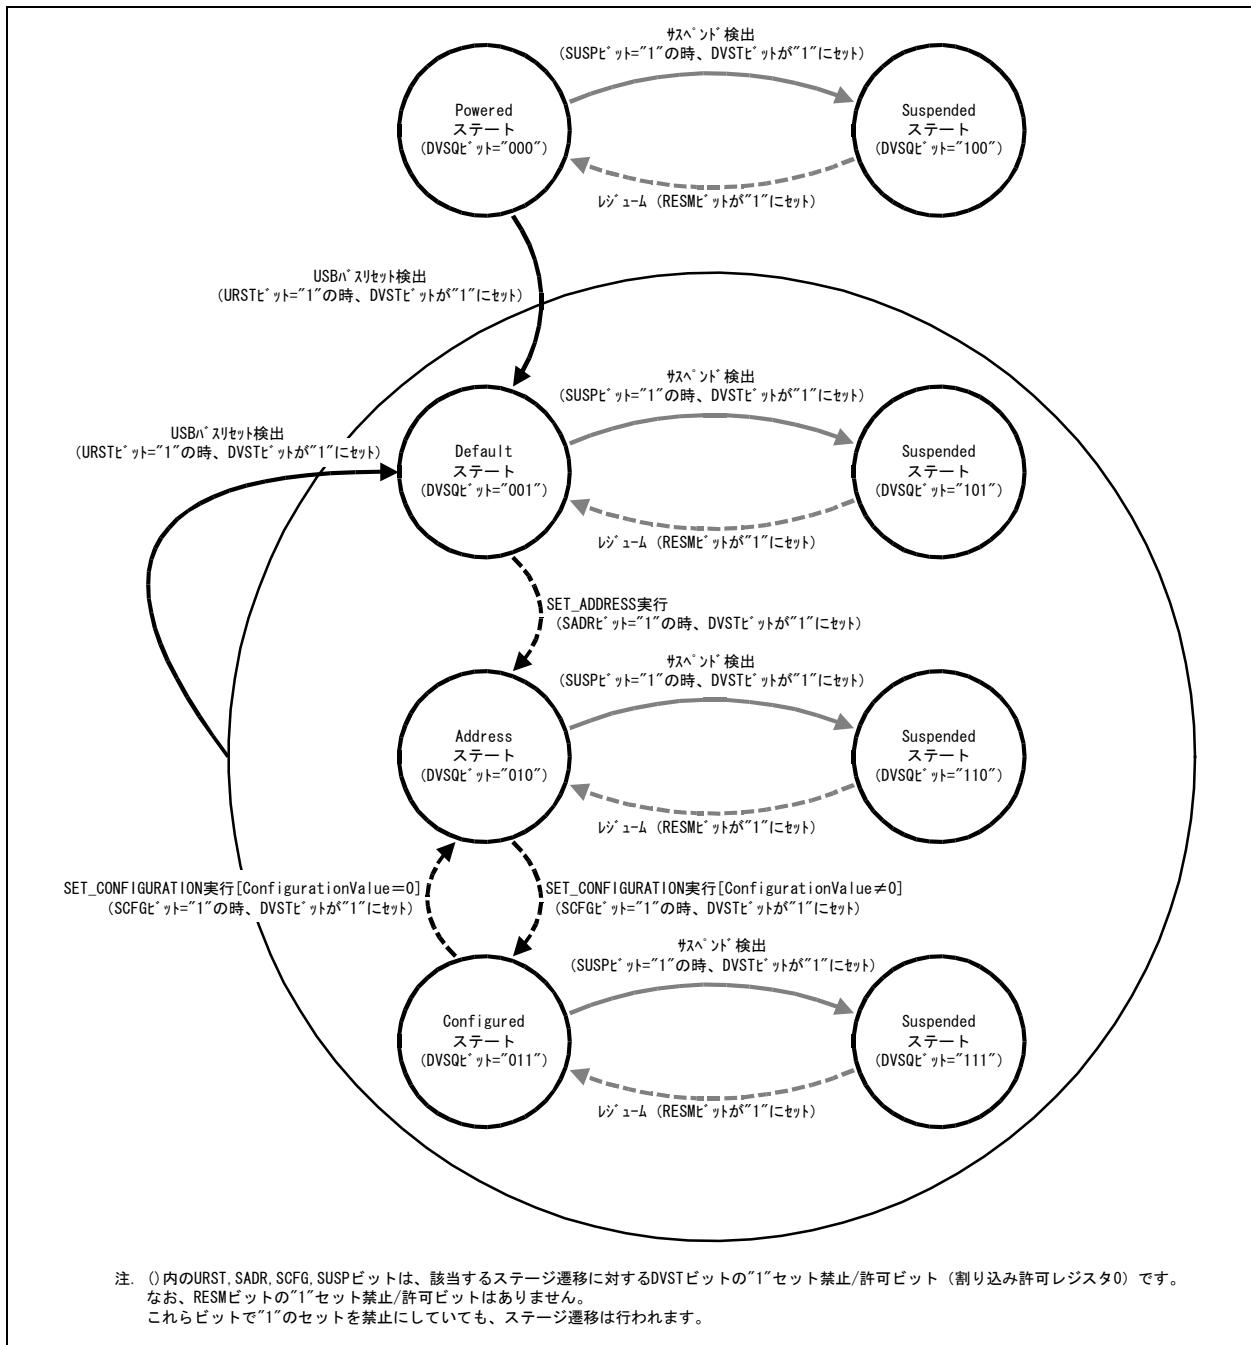 ｻｽﾍﾟﾝﾄﾞ検出
(SUSPﾋﾞｯﾄ="1"の時、DVSTﾋﾞｯﾄが"1"にｾｯﾄ)
Powered
ステート
(DVSQﾋﾞｯﾄ="000")
Suspended
ステート
(DVSQﾋﾞｯﾄ="100")
ﾚｼﾞｭｰﾑ (RESMﾋﾞｯﾄが"1"にｾｯﾄ)
USBﾊﾞｽﾘｾｯﾄ検出
(URSTﾋﾞｯﾄ="1"の時、DVSTﾋﾞｯﾄが"1"にｾｯﾄ)
ｻｽﾍﾟﾝﾄﾞ検出
(SUSPﾋﾞｯﾄ="1"の時、DVSTﾋﾞｯﾄが"1"にｾｯﾄ)
USBﾊﾞｽﾘｾｯﾄ検出
(URSTﾋﾞｯﾄ="1"の時、DVSTﾋﾞｯﾄが"1"にｾｯﾄ)
Default
ステート
(DVSQﾋﾞｯﾄ="001")
Suspended
ステート
(DVSQﾋﾞｯﾄ="101")
ﾚｼﾞｭｰﾑ (RESMﾋﾞｯﾄが"1"にｾｯﾄ)
SET_ADDRESS実行
(SADRﾋﾞｯﾄ="1"の時、DVSTﾋﾞｯﾄが"1"にｾｯﾄ)
ｻｽﾍﾟﾝﾄﾞ検出
(SUSPﾋﾞｯﾄ="1"の時、DVSTﾋﾞｯﾄが"1"にｾｯﾄ)
Address
ステート
(DVSQﾋﾞｯﾄ="010")
Suspended
ステート
(DVSQﾋﾞｯﾄ="110")
ﾚｼﾞｭｰﾑ (RESMﾋﾞｯﾄが"1"にｾｯﾄ)
SET_CONFIGURATION実行[ConfigurationValue＝0]
(SCFGﾋﾞｯﾄ="1"の時、DVSTﾋﾞｯﾄが"1"にｾｯﾄ)
SET_CONFIGURATION実行[ConfigurationValue≠0]
(SCFGﾋﾞｯﾄ="1"の時、DVSTﾋﾞｯﾄが"1"にｾｯﾄ)
ｻｽﾍﾟﾝﾄﾞ検出
(SUSPﾋﾞｯﾄ="1"の時、DVSTﾋﾞｯﾄが"1"にｾｯﾄ)
Configured
ステート
(DVSQﾋﾞｯﾄ="011")
Suspended
ステート
(DVSQﾋﾞｯﾄ="111")
ﾚｼﾞｭｰﾑ (RESMﾋﾞｯﾄが"1"にｾｯﾄ)
注. ()内のURST,SADR,SCFG,SUSPビットは、該当するステージ遷移に対するDVSTビットの"1"セット禁止/許可ビット（割り込み許可レジスタ0）です。
なお、RESMビットの"1"セット禁止/許可ビットはありません。
これらビットで"1"のセットを禁止にしていても、ステージ遷移は行われます。